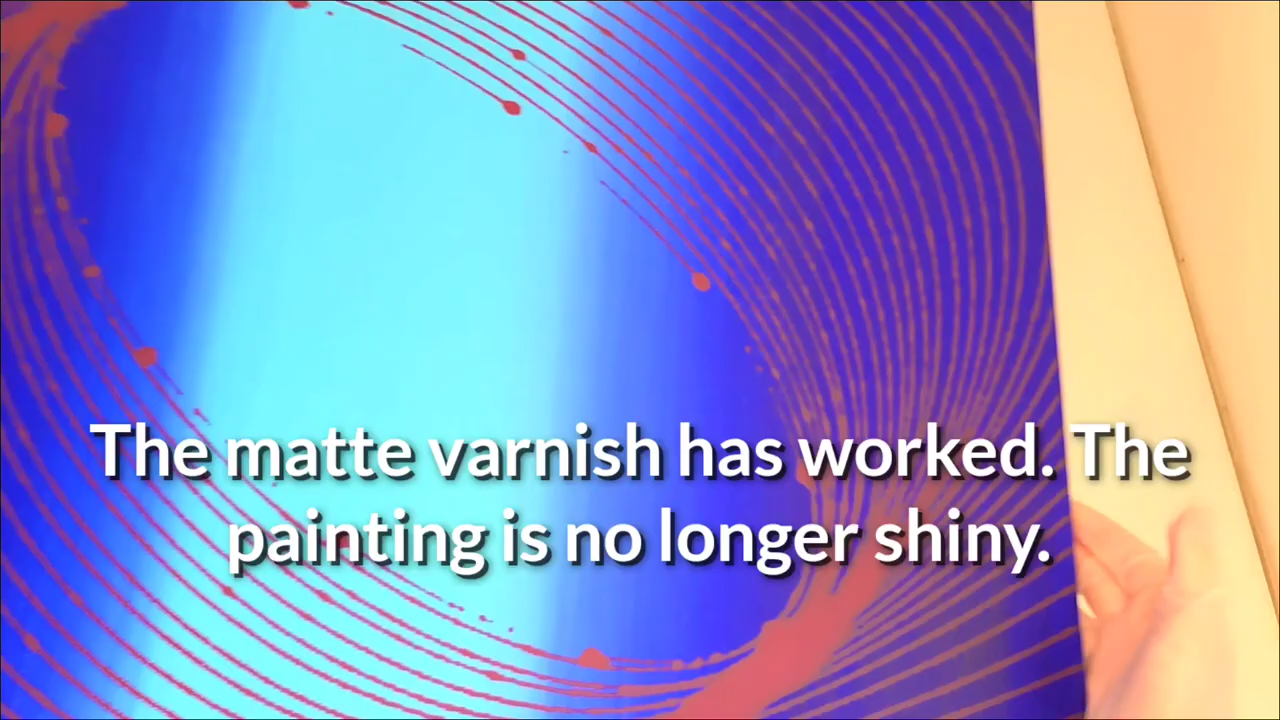 The matte varnish has worked. The
painting is no longer shiny.